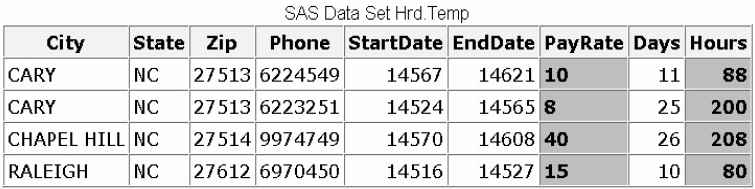 SAS Data Set Hrd.Temp
City State Zip Phone StartDate EndDate PayRate Days Hours
CARY NC 27513 6224549 14567 14621 10 11 88
CARY NC 27513 6223251 14524 14565 8 25 200
CHAPEL HILL NC 27514 9974749 14570 14608 40 26 208
RALEIGH NC 27612 6970450 14516 14527 15 10 80